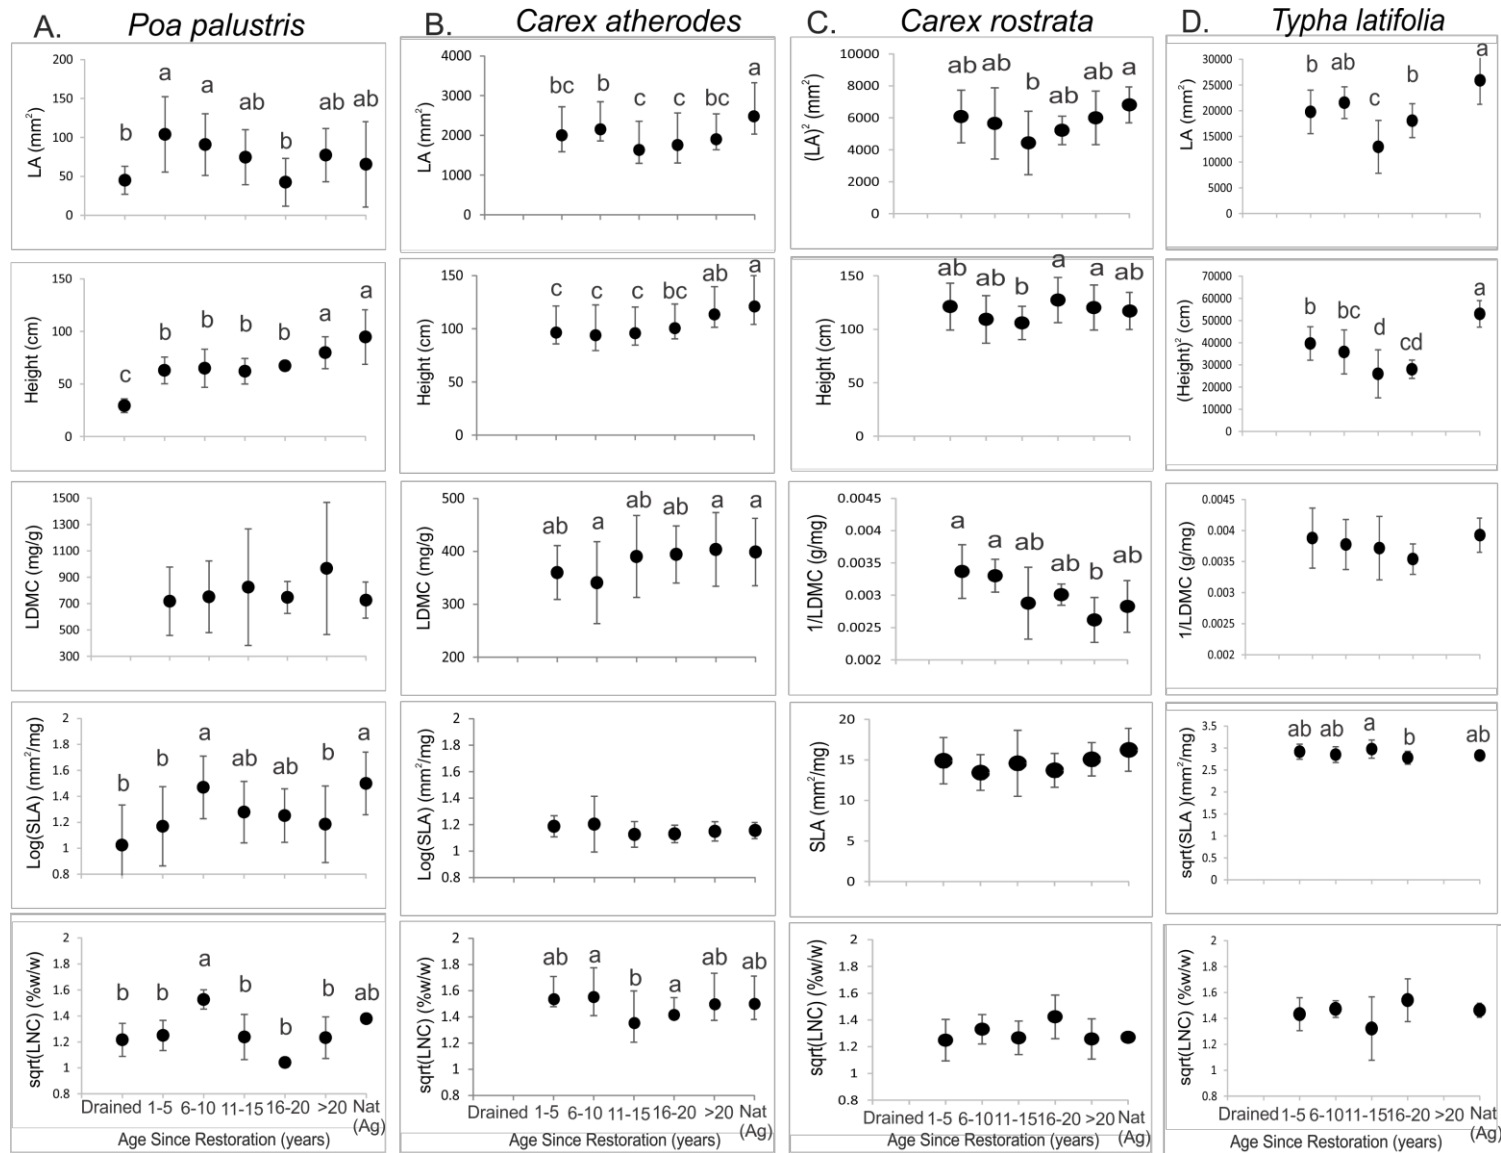 A. Poa palustris
B. Carex atherodes
C. Carex rostrata
D. Typha latifolia
LA (mm²)
200
150
100
50
0
b a a ab b ab ab
LA (mm²)
4000
3000
2000
1000
0
bc b c c bc a
(LA)² (mm²)
10000
8000
6000
4000
2000
0
ab ab b ab ab a
LA (mm²)
30000
25000
20000
15000
10000
5000
0
b ab c b a
Height (cm)
150
100
50
0
c b b b b a a
Height (cm)
150
100
50
0
c c c bc ab a
Height (cm)
150
100
50
0
ab ab b a a ab
(Height)² (cm)
70000
60000
50000
40000
30000
20000
10000
0
b bc d cd a
LDMC (mg/g)
1500
1300
1100
900
700
500
300
LDMC (mg/g)
500
400
300
200
ab a ab ab a a
1/LDMC (g/mg)
0.0045
0.004
0.0035
0.003
0.0025
0.002
a a ab ab b ab
1/LDMC (g/mg)
0.0045
0.004
0.0035
0.003
0.0025
0.002
Log(SLA) (mm²/mg)
2
1.8
1.6
1.4
1.2
1
0.8
b b a ab ab b a
Log(SLA) (mm²/mg)
2
1.8
1.6
1.4
1.2
1
0.8
SLA (mm²/mg)
20
15
10
5
0
sqrt(SLA )(mm²/mg)
3.5
3
2.5
2
1.5
1
0.5
0
ab ab a b ab
sqrt(LNC) (%w/w)
2
1.8
1.6
1.4
1.2
1
0.8
b b a b b b ab
Drained 1-5 6-10 11-15 16-20 >20 Nat
(Ag)
Age Since Restoration (years)
sqrt(LNC) (%w/w)
2
1.8
1.6
1.4
1.2
1
0.8
ab a b a ab ab
Drained 1-5 6-10 11-15 16-20 >20 Nat
(Ag)
Age Since Restoration (years)
sqrt(LNC) (%w/w)
2
1.8
1.6
1.4
1.2
1
0.8
Drained 1-5 6-10 11-15 16-20 >20 Nat
(Ag)
Age Since Restoration (years)
sqrt(LNC) (%w/w)
2
1.8
1.6
1.4
1.2
1
0.8
Drained 1-5 6-10 11-15 16-20 >20 Nat
(Ag)
Age Since Restoration (years)